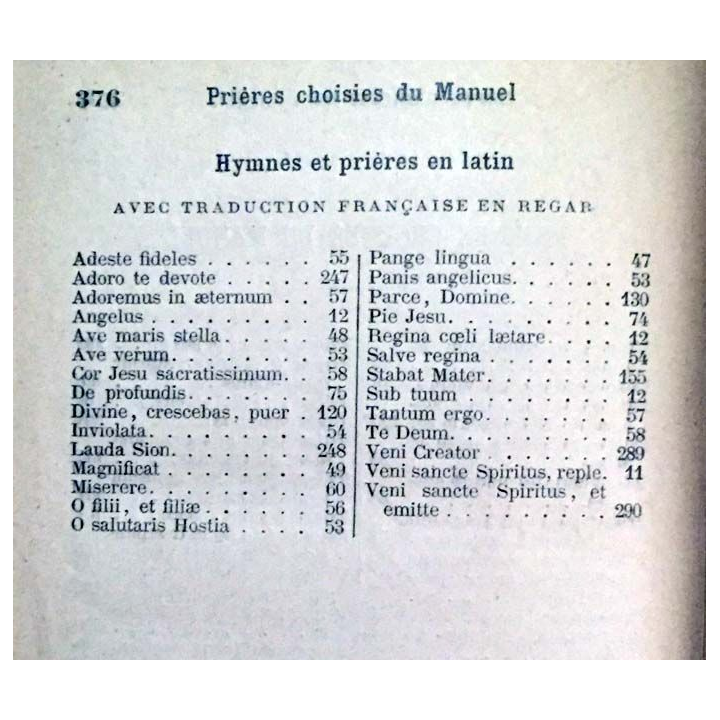 376 Prières choisies du Manuel
Hymnes et prières en latin
AVEC TRADUCTION FRANÇAISE EN REGAR
Adeste fideles . . . . . . 55
Adoro te devote . . . . . 247
Adoremus in æternum . . 57
Angelus . . . . . . . . . 12
Ave maris stella . . . . . 48
Ave verum. . . . . . . . 53
Cor Jesu sacratissimum. . 58
De profundis. . . . . . . 75
Divine, crescebas, puer . 120
Inviolata. . . . . . . . . 54
Lauda Sion. . . . . . . . 248
Magnificat . . . . . . . . 49
Miserere. . . . . . . . . 60
O filii, et filiæ . . . . . . 56
O salutaris Hostia . . . . 53
Pange lingua . . . . . . 47
Panis angelicus. . . . . . 53
Parce, Domine. . . . . . 130
Pie Jesu. . . . . . . . . 74
Regina cœli lætare. . . . 12
Salve regina . . . . . . . 54
Stabat Mater. . . . . . . 155
Sub tuum . . . . . . . . 12
Tantum ergo. . . . . . . 57
Te Deum. . . . . . . . . 58
Veni Creator . . . . . . 289
Veni sancte Spiritus, reple. 11
Veni sancte Spiritus, et
emitte . . . . . . . . . 290